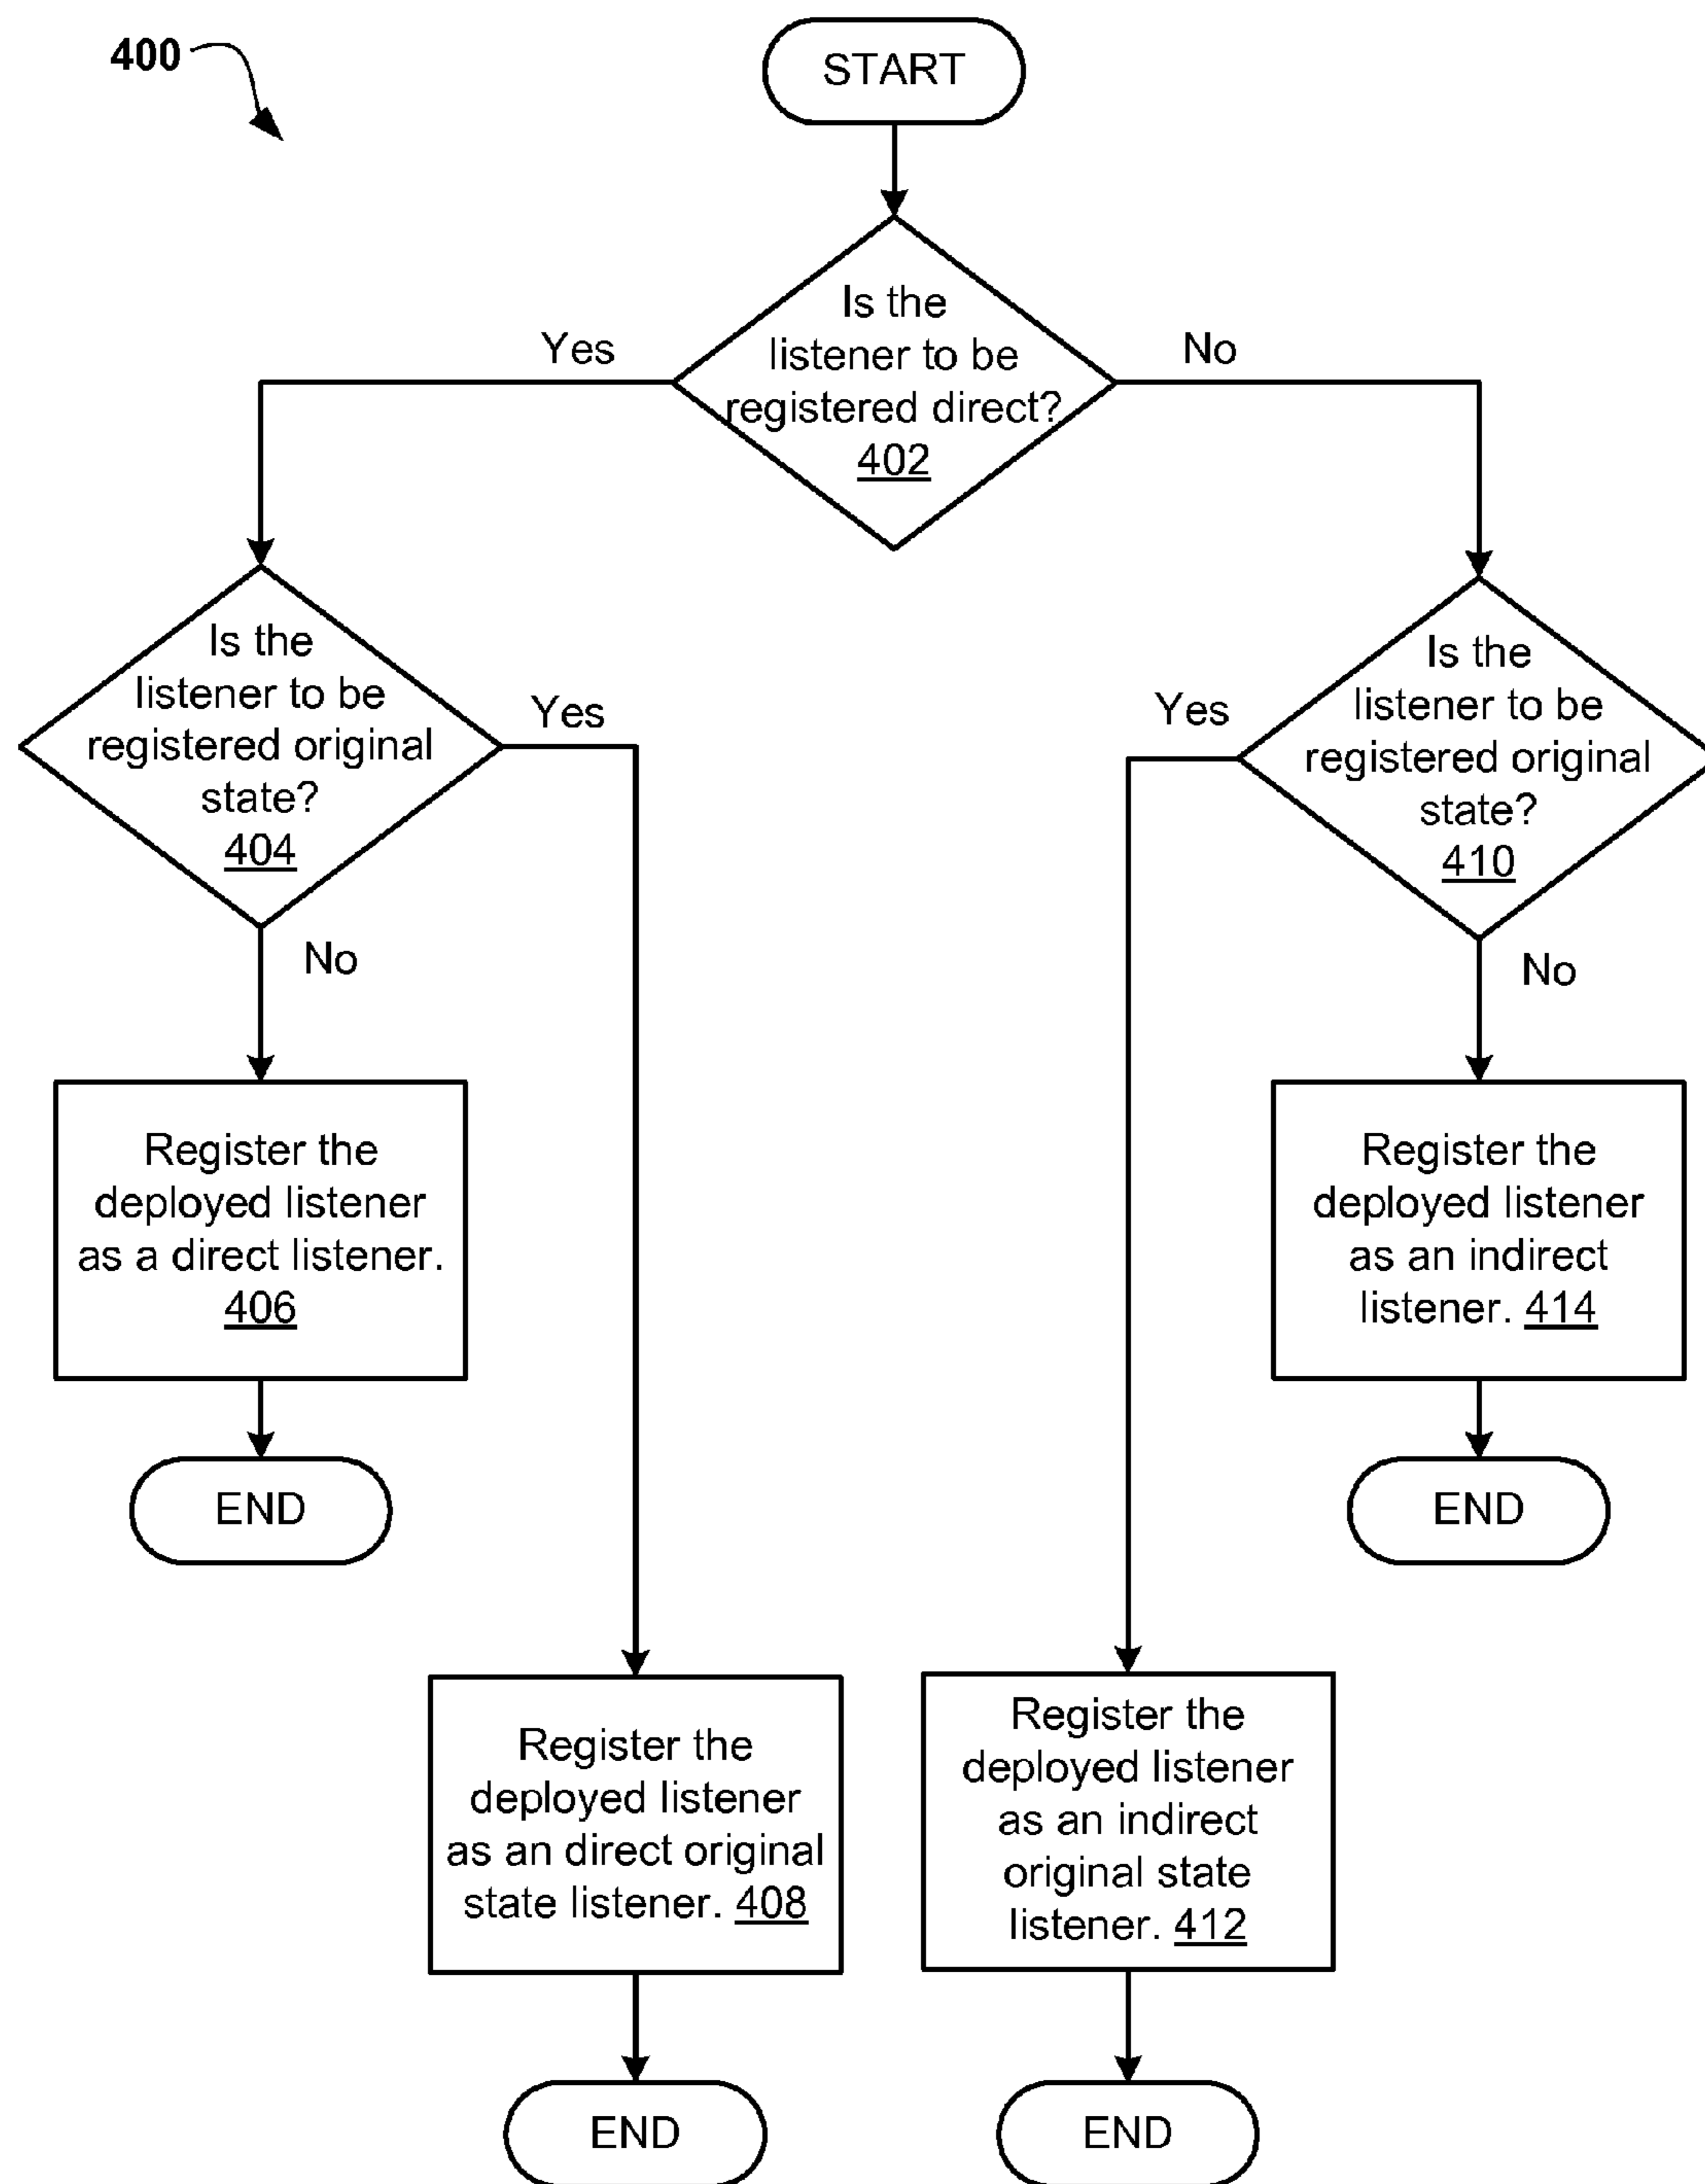 400
START
Is the
listener to be
registered direct?
402
Yes
No
Is the
listener to be
registered original
state?
404
Yes
No
Is the
listener to be
registered original
state?
410
Yes
No
Register the
deployed listener
as a direct listener.
406
END
Register the
deployed listener
as an indirect
listener. 414
END
Register the
deployed listener
as an direct original
state listener. 408
END
Register the
deployed listener
as an indirect
original state
listener. 412
END